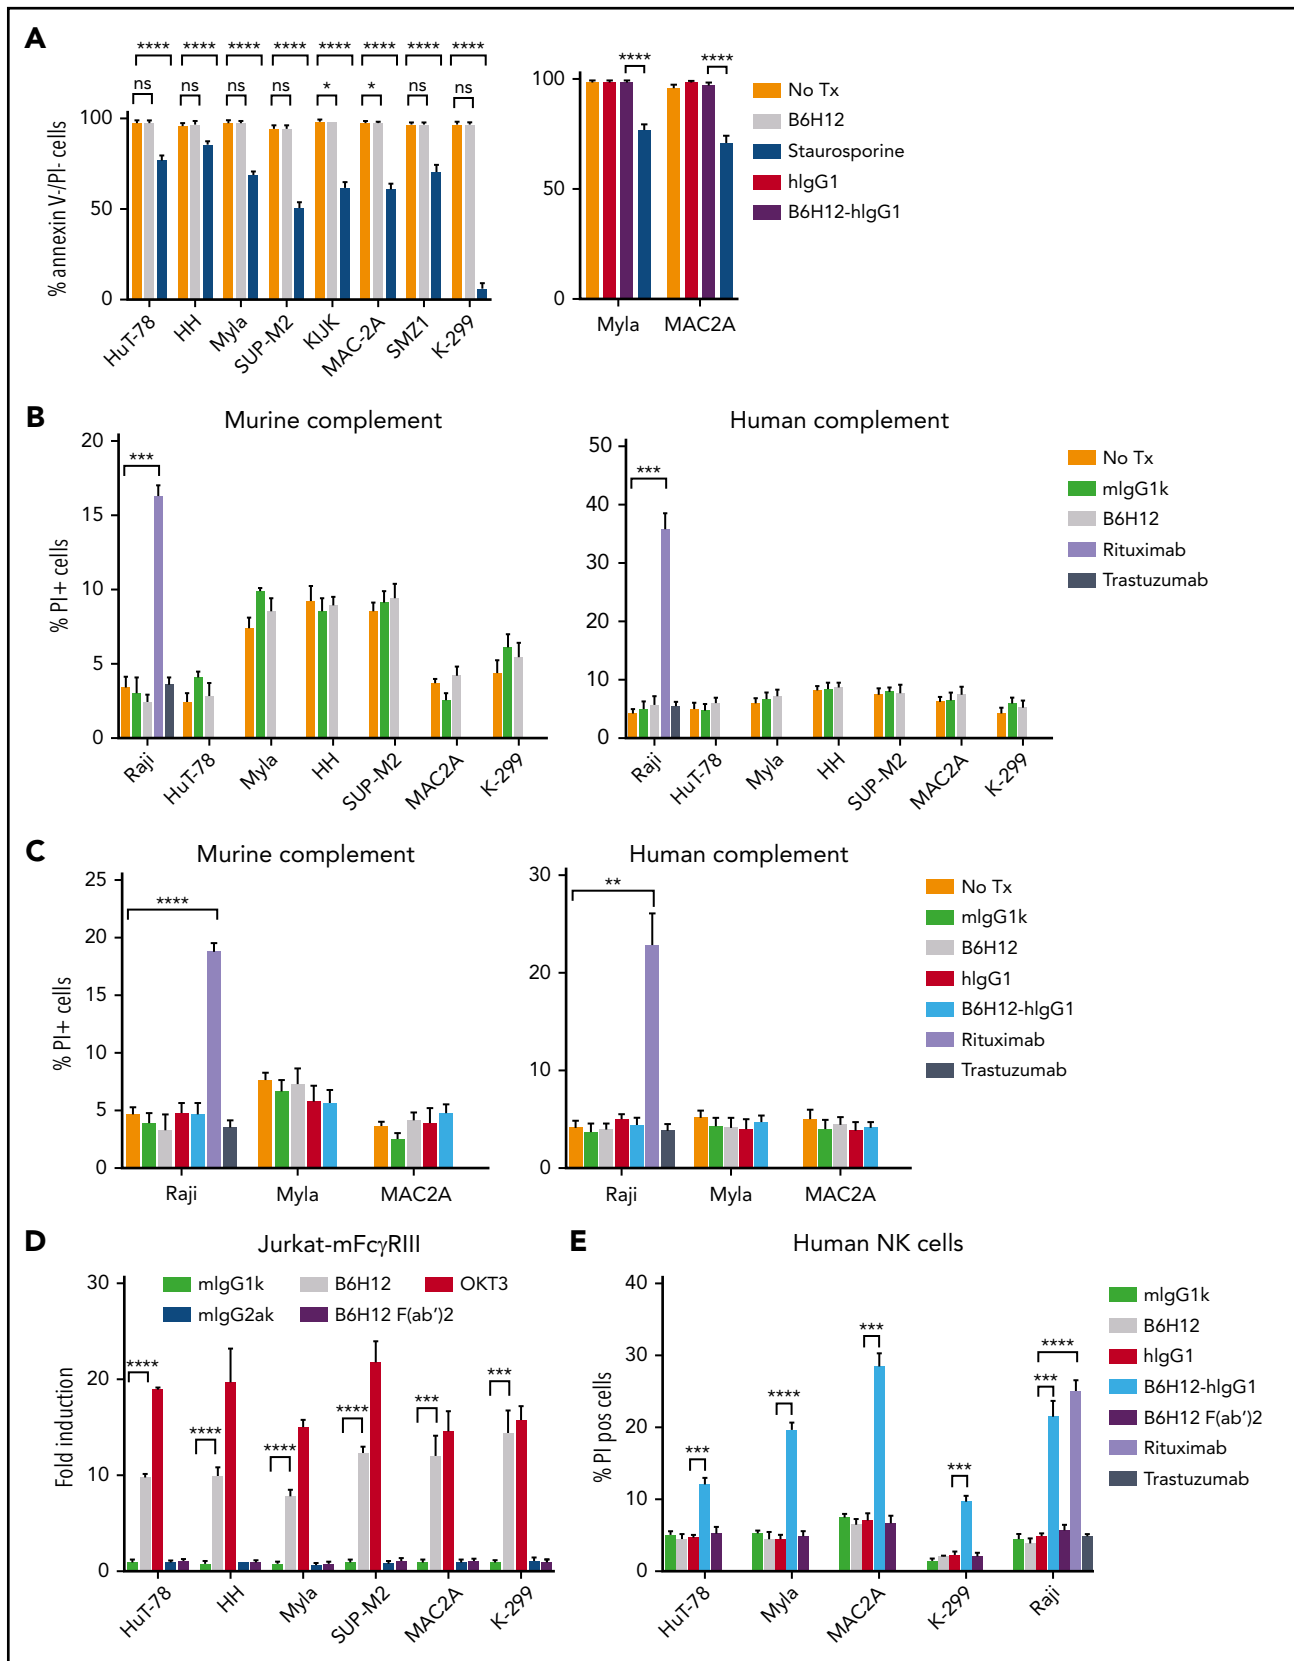 A
**** **** **** **** **** **** **** ****
ns ns ns ns * * ns ns
100
50
0
% annexin V-/PI- cells
HuT-78 HH Myla SUP-M2 KIJK MAC-2A SMZ1 K-299
**** ****
100
50
0
Myla MAC2A
No Tx
B6H12
Staurosporine
hIgG1
B6H12-hIgG1
B
Murine complement
20
15
10
5
0
% PI+ cells
***
Raji HuT-78 Myla HH SUP-M2 MAC2A K-299
Human complement
50
40
30
20
10
0
***
Raji HuT-78 Myla HH SUP-M2 MAC2A K-299
No Tx
mIgG1k
B6H12
Rituximab
Trastuzumab
C
Murine complement
25
20
15
10
5
0
% PI+ cells
****
Raji Myla MAC2A
Human complement
30
20
10
0
**
Raji Myla MAC2A
No Tx
mIgG1k
B6H12
hIgG1
B6H12-hIgG1
Rituximab
Trastuzumab
D
Jurkat-mFcγRIII
mIgG1k B6H12 OKT3
mIgG2ak B6H12 F(ab')2
30
20
10
0
Fold induction
**** **** **** **** *** ***
HuT-78 HH Myla SUP-M2 MAC2A K-299
E
Human NK cells
40
30
20
10
0
% PI pos cells
*** **** *** *** *** ****
HuT-78 Myla MAC2A K-299 Raji
mIgG1k
B6H12
hIgG1
B6H12-hIgG1
B6H12 F(ab')2
Rituximab
Trastuzumab